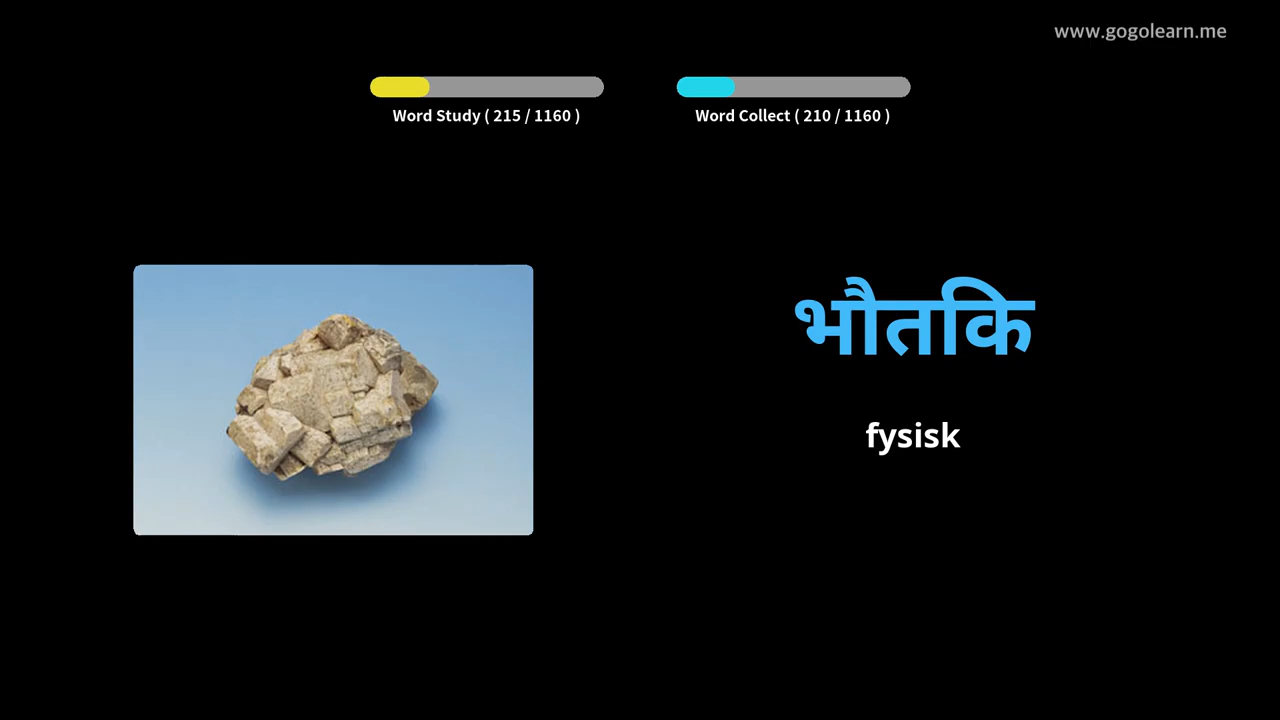 www.gogolearn.me
Word Study ( 215 / 1160 )
Word Collect ( 210 / 1160 )
भौतकि
fysisk